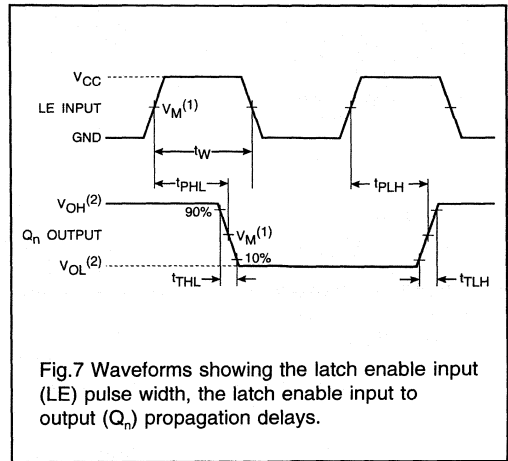 VCC
LE INPUT
VM(1)
GND
tW
tPHL
tPLH
VOH(2)
90%
Qn OUTPUT
VM(1)
VOL(2)
10%
tTHL
tTLH
Fig.7 Waveforms showing the latch enable input
(LE) pulse width, the latch enable input to
output (Qn) propagation delays.